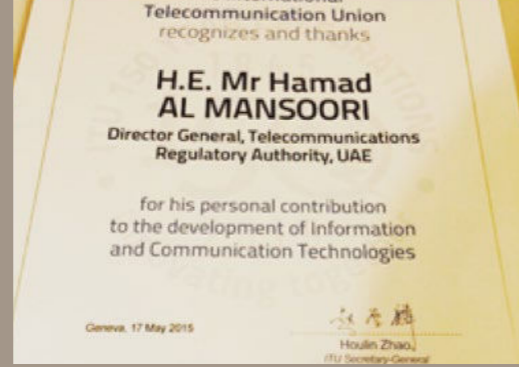 Telecommunication Union
recognizes and thanks
H.E. Mr Hamad
AL MANSOORI
Director General, Telecommunications
Regulatory Authority, UAE
for his personal contribution
to the development of Information
and Communication Technologies
Geneva, 17 May 2015
Houlin Zhao
ITU Secretary-General